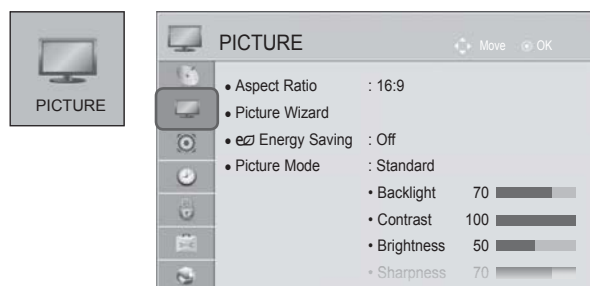 PICTURE
PICTURE Move OK
• Aspect Ratio : 16:9
• Picture Wizard
• Energy Saving : Off
• Picture Mode : Standard
• Backlight 70
• Contrast 100
• Brightness 50
• Sharpness 70